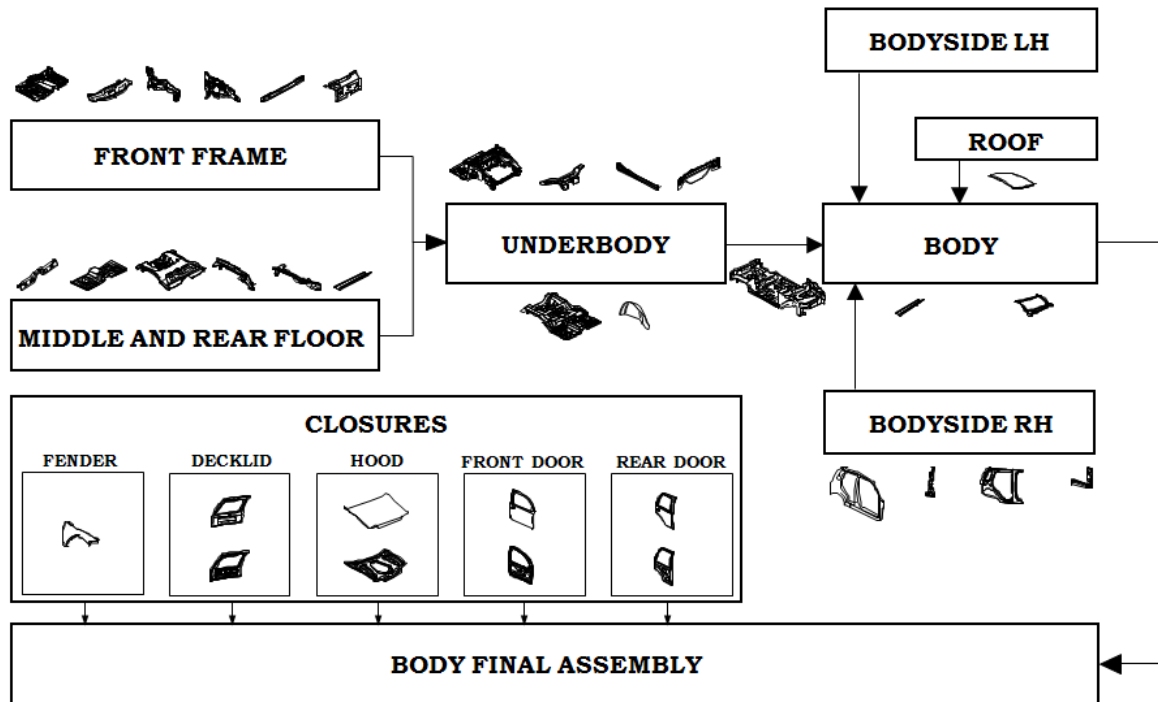 BODYSIDE LH
FRONT FRAME
ROOF
UNDERBODY
BODY
MIDDLE AND REAR FLOOR
BODYSIDE RH
CLOSURES
FENDER
DECKLID
HOOD
FRONT DOOR
REAR DOOR
BODY FINAL ASSEMBLY